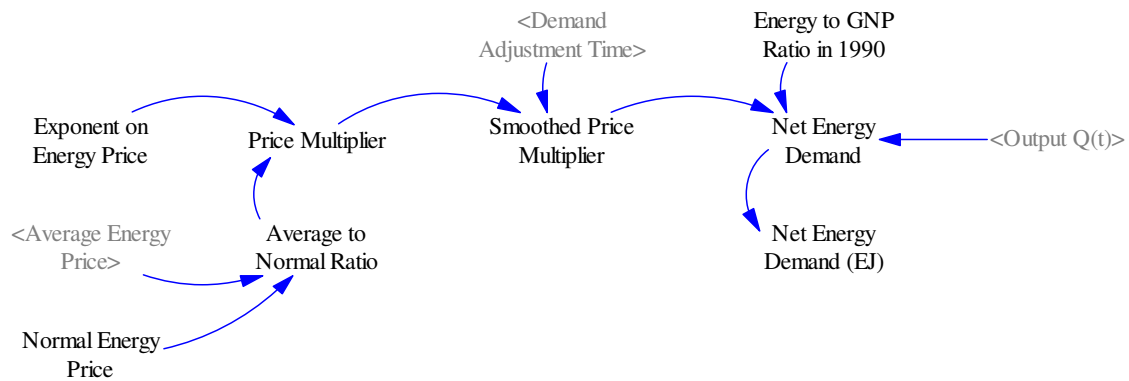 <Demand
Adjustment Time>
Energy to GNP
Ratio in 1990
Exponent on
Energy Price
Price Multiplier
Smoothed Price
Multiplier
Net Energy
Demand
<Output Q(t)>
<Average Energy
Price>
Average to
Normal Ratio
Net Energy
Demand (EJ)
Normal Energy
Price